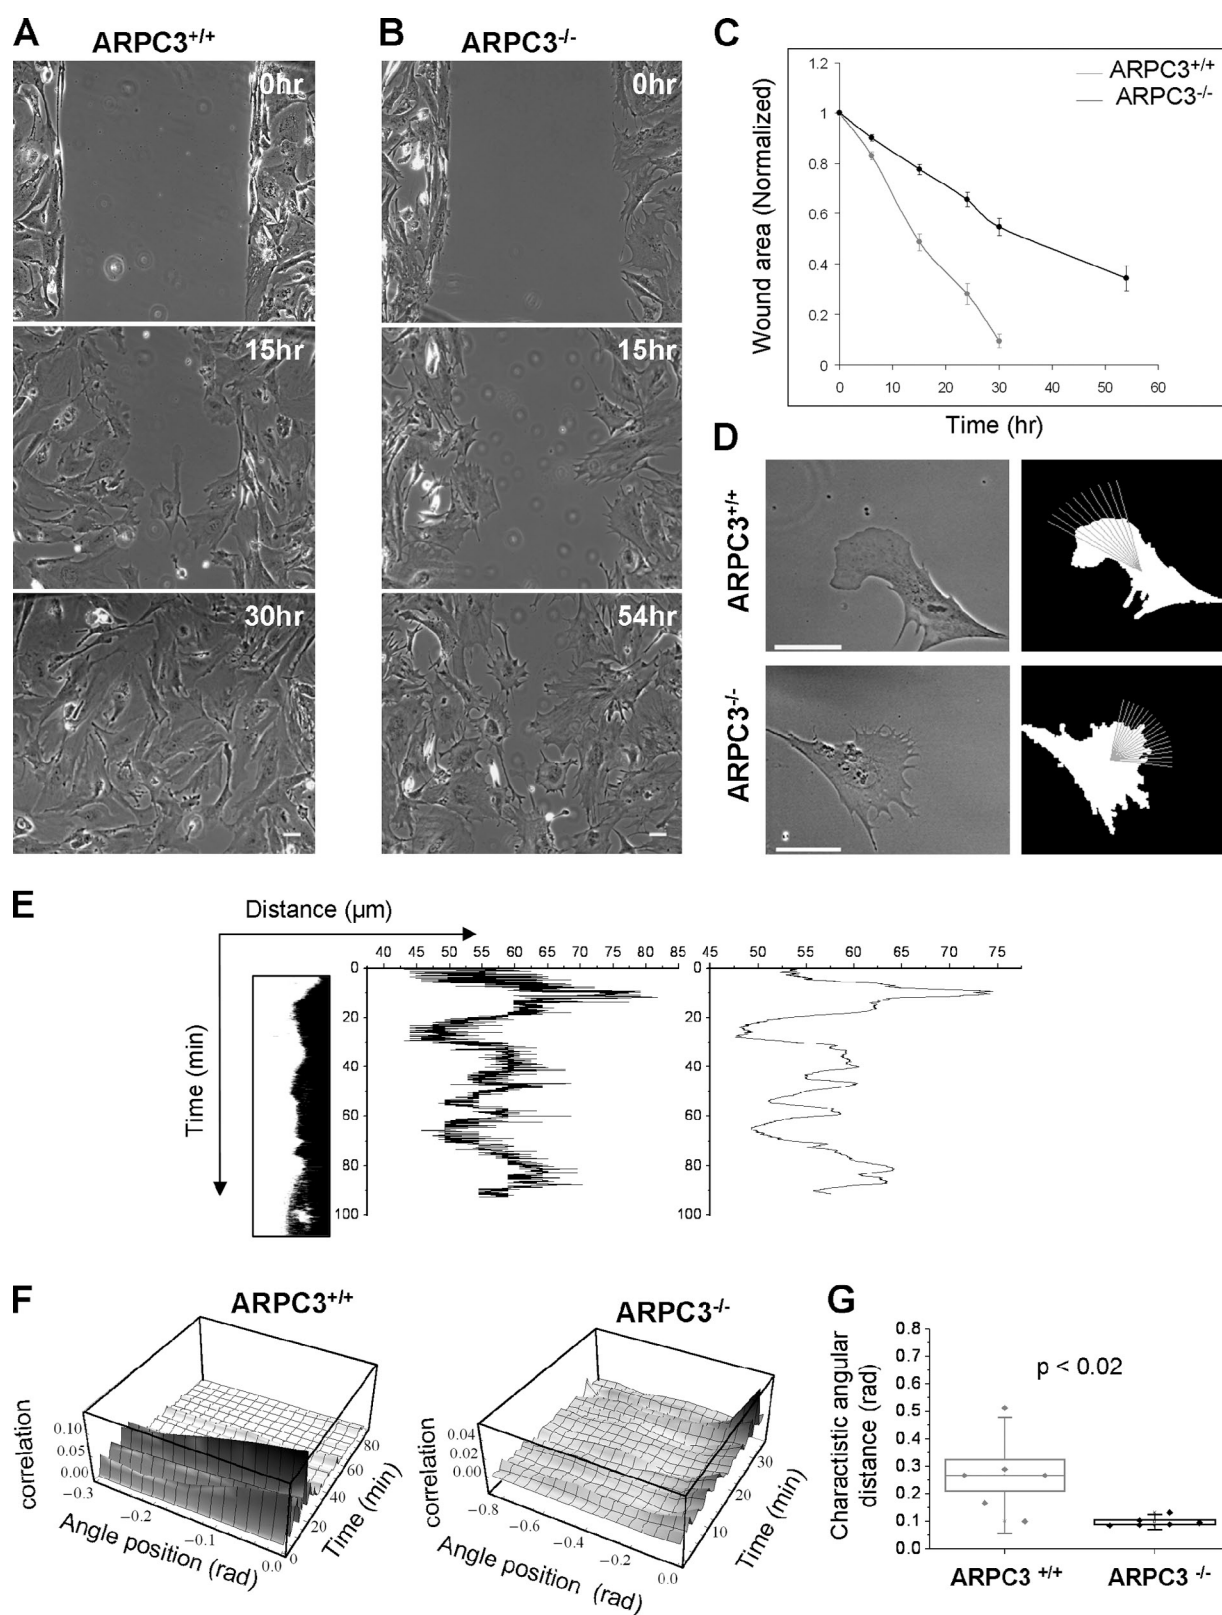 A
ARPC3+/+
0hr
15hr
30hr
B
ARPC3-/-
0hr
15hr
54hr
C
Wound area (Normalized)
1.2
1
0.8
0.6
0.4
0.2
0
0 10 20 30 40 50 60
Time (hr)
ARPC3+/+
ARPC3-/-
D
ARPC3+/+
ARPC3-/-
E
Distance (µm)
Time (min)
40 45 50 55 60 65 70 75 80 85
0
20
40
60
80
100
45 50 55 60 65 70 75
0
20
40
60
80
100
F
ARPC3+/+
correlation
0.10
0.05
0.00
−0.3
−0.2
−0.1
0.0
Angle position (rad)
0
20
40
60
80
Time (min)
ARPC3-/-
correlation
0.04
0.02
0.00
−0.8
−0.6
−0.4
−0.2
0.0
Angle position (rad)
10
20
30
Time (min)
G
Charactistic angular
distance (rad)
0.8
0.7
0.6
0.5
0.4
0.3
0.2
0.1
0.0
p < 0.02
ARPC3 +/+
ARPC3 -/-